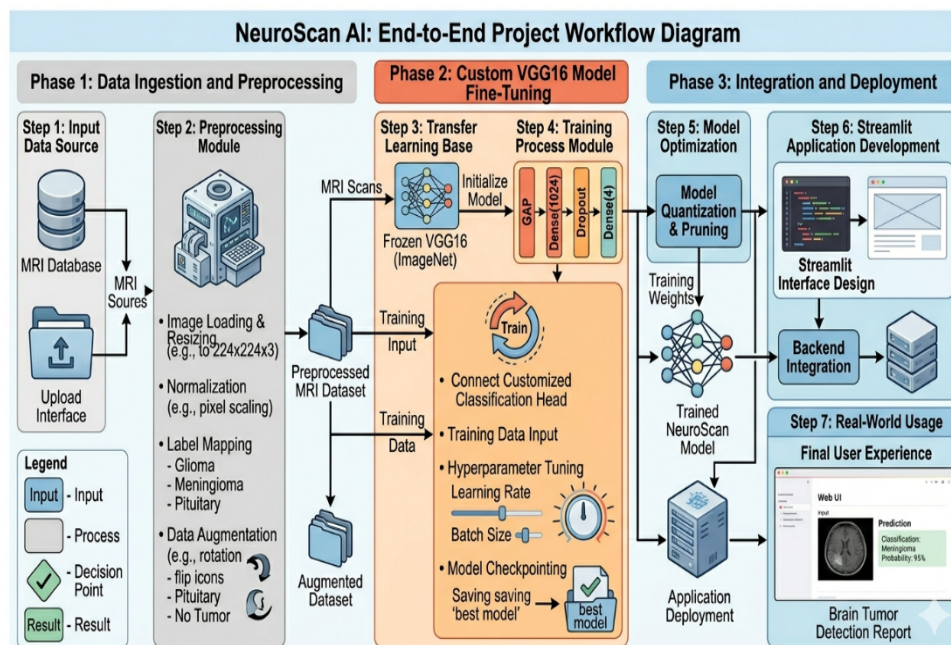 NeuroScan AI: End-to-End Project Workflow Diagram
Phase 1: Data Ingestion and Preprocessing
Step 1: Input
Data Source
MRI Database
MRI
Soures
Upload
Interface
Legend
Input - Input
- Process
- Decision
Point
Result - Result
Step 2: Preprocessing
Module
• Image Loading &
Resizing
(e.g., to 224x224x3)
• Normalization
(e.g., pixel scaling)
• Label Mapping
- Glioma
- Meningioma
- Pituitary
• Data Augmentation
(e.g., rotation
- flip icons
- Pituitary
- No Tumor
Preprocessed
MRI Dataset
Augmented
Dataset
Phase 2: Custom VGG16 Model
Fine-Tuning
Step 3: Transfer
Learning Base
MRI Scans
Frozen VGG16
(ImageNet)
Initialize
Model
Step 4: Training
Process Module
GAP
Dense(1024)
Dropout
Dense(4)
Training
Input
Training
Data
Train
• Connect Customized
Classification Head
• Training Data Input
• Hyperparameter Tuning
Learning Rate
Batch Size
• Model Checkpointing
Saving saving
'best model'
best
model
Phase 3: Integration and Deployment
Step 5: Model
Optimization
Model
Quantization
& Pruning
Training
Weights
Trained
NeuroScan
Model
Application
Deployment
Step 6: Streamlit
Application Development
Streamlit
Interface Design
Backend
Integration
Step 7: Real-World Usage
Final User Experience
Web UI
Input
Prediction
Classification:
Meningioma
Probability: 95%
Brain Tumor
Detection Report